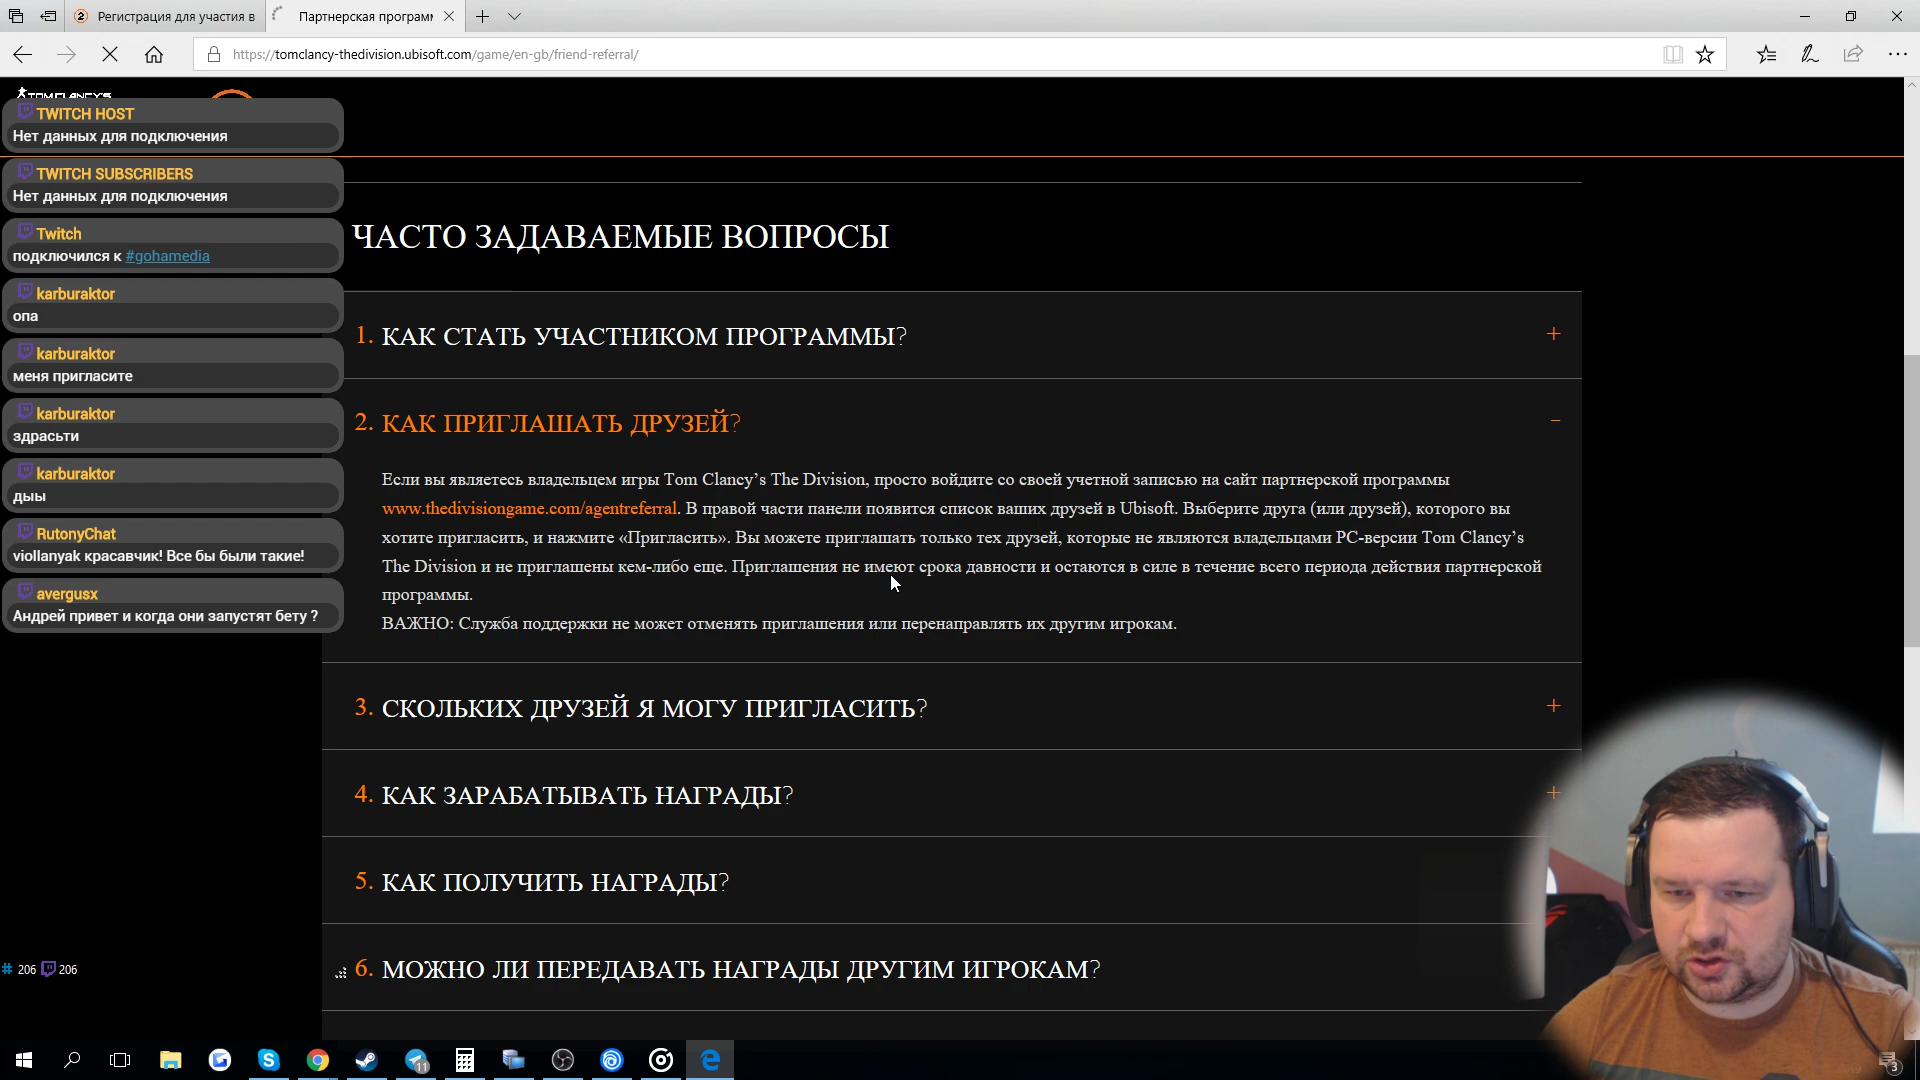 Регистрация для участия в
Партнерская программ
https://tomclancy-thedivision.ubisoft.com/game/en-gb/friend-referral/
TOM CLANCY'S
TWITCH HOST
Нет данных для подключения
TWITCH SUBSCRIBERS
Нет данных для подключения
Twitch
подключился к #gohamedia
karburaktor
опа
karburaktor
меня пригласите
karburaktor
здрасьти
karburaktor
дыы
RutonyChat
viollanyak красавчик! Все бы были такие!
avergusx
Андрей привет и когда они запустят бету ?
# 206 206
ЧАСТО ЗАДАВАЕМЫЕ ВОПРОСЫ
1. КАК СТАТЬ УЧАСТНИКОМ ПРОГРАММЫ? +
2. КАК ПРИГЛАШАТЬ ДРУЗЕЙ? −
Если вы являетесь владельцем игры Tom Clancy’s The Division, просто войдите со своей учетной записью на сайт партнерской программы
www.thedivisiongame.com/agentreferral. В правой части панели появится список ваших друзей в Ubisoft. Выберите друга (или друзей), которого вы
хотите пригласить, и нажмите «Пригласить». Вы можете приглашать только тех друзей, которые не являются владельцами PC-версии Tom Clancy’s
The Division и не приглашены кем-либо еще. Приглашения не имеют срока давности и остаются в силе в течение всего периода действия партнерской
программы.
ВАЖНО: Служба поддержки не может отменять приглашения или перенаправлять их другим игрокам.
3. СКОЛЬКИХ ДРУЗЕЙ Я МОГУ ПРИГЛАСИТЬ? +
4. КАК ЗАРАБАТЫВАТЬ НАГРАДЫ? +
5. КАК ПОЛУЧИТЬ НАГРАДЫ?
6. МОЖНО ЛИ ПЕРЕДАВАТЬ НАГРАДЫ ДРУГИМ ИГРОКАМ?
11
3